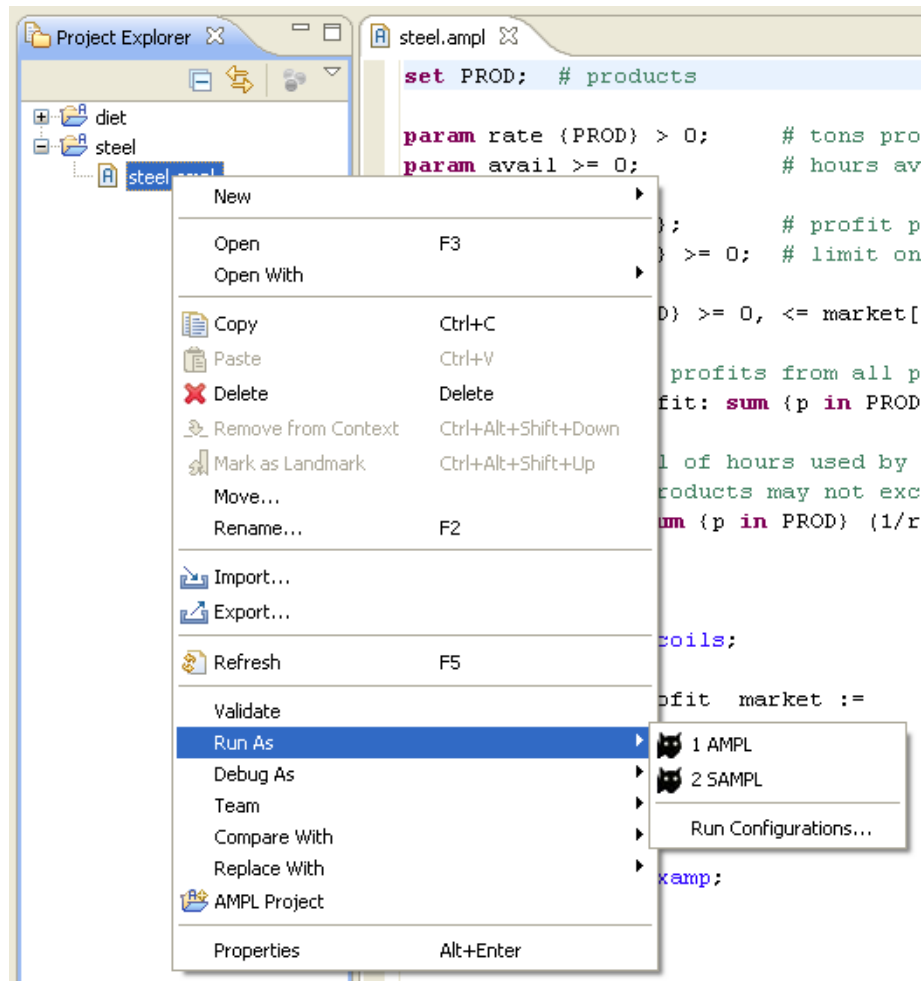 Project Explorer
steel.ampl
set PROD; # products
diet
steel
param rate {PROD} > 0; # tons pro
param avail >= 0; # hours av
}; # profit p
} >= 0; # limit on
D} >= 0, <= market[
profits from all p
fit: sum {p in PROD
l of hours used by
roducts may not exc
um {p in PROD} (1/r
coils;
ofit market :=
xamp;
steel.ampl
New
Open F3
Open With
Copy Ctrl+C
Paste Ctrl+V
Delete Delete
Remove from Context Ctrl+Alt+Shift+Down
Mark as Landmark Ctrl+Alt+Shift+Up
Move...
Rename... F2
Import...
Export...
Refresh F5
Validate
Run As
Debug As
Team
Compare With
Replace With
AMPL Project
Properties Alt+Enter
1 AMPL
2 SAMPL
Run Configurations...